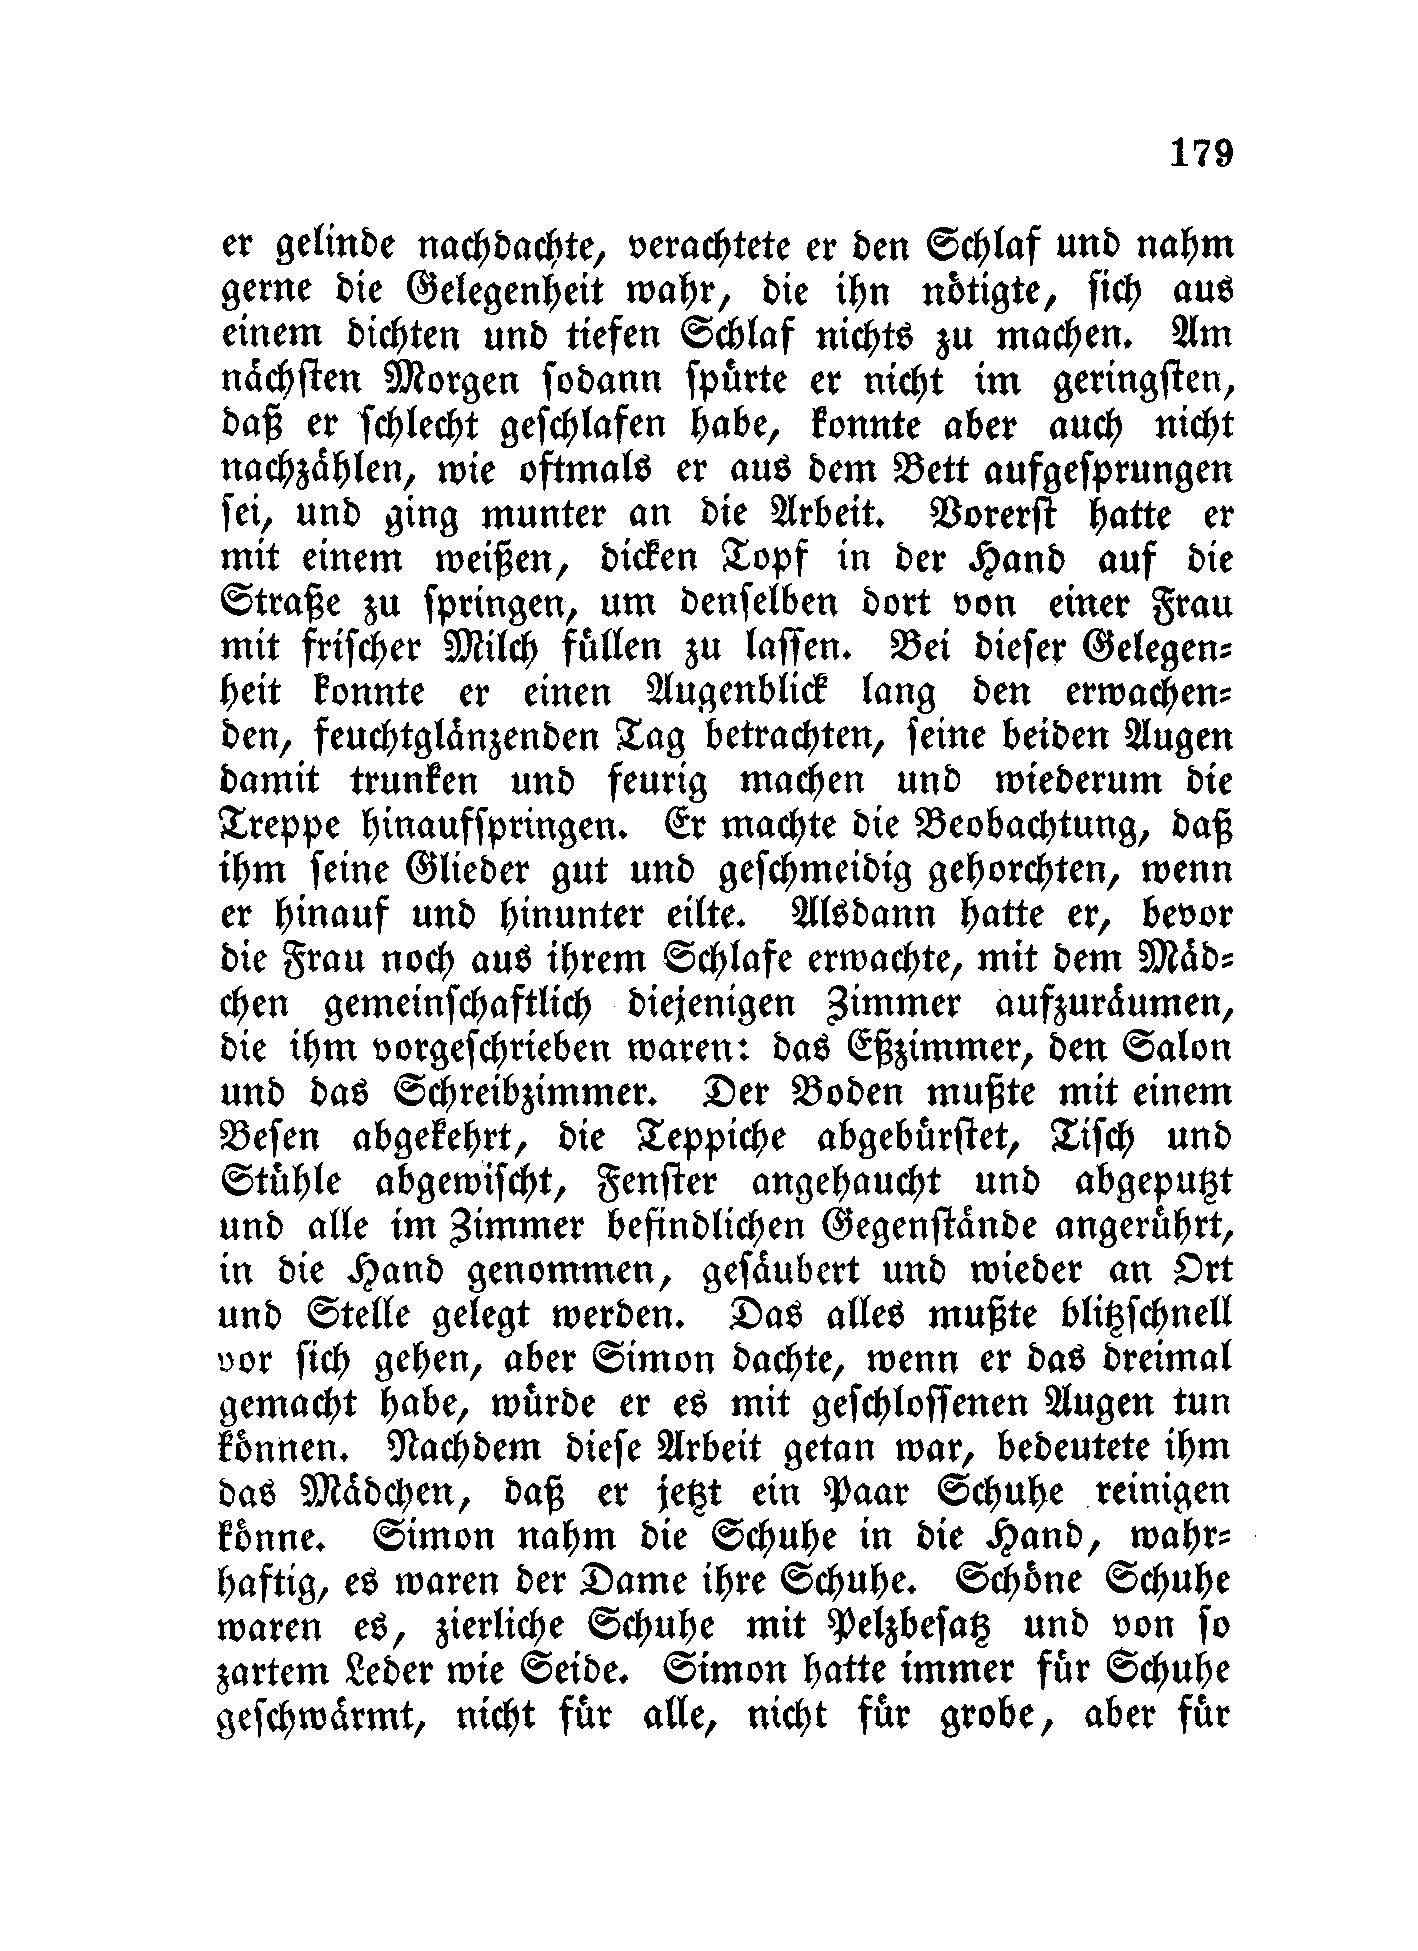 179
er gelinde nachdachte, verachtete er den Schlaf und nahm
gerne die Gelegenheit wahr, die ihn nötigte, sich aus
einem dichten und tiefen Schlaf nichts zu machen. Am
nächsten Morgen sodann spürte er nicht im geringsten,
daß er schlecht geschlafen habe, konnte aber auch nicht
nachzählen, wie oftmals er aus dem Bett aufgesprungen
sei, und ging munter an die Arbeit. Vorerst hatte er
mit einem weißen, dicken Topf in der Hand auf die
Straße zu springen, um denselben dort von einer Frau
mit frischer Milch füllen zu lassen. Bei dieser Gelegen=
heit konnte er einen Augenblick lang den erwachen=
den, feuchtglänzenden Tag betrachten, seine beiden Augen
damit trunken und feurig machen und wiederum die
Treppe hinaufspringen. Er machte die Beobachtung, daß
ihm seine Glieder gut und geschmeidig gehorchten, wenn
er hinauf und hinunter eilte. Alsdann hatte er, bevor
die Frau noch aus ihrem Schlafe erwachte, mit dem Mäd=
chen gemeinschaftlich diejenigen Zimmer aufzuräumen,
die ihm vorgeschrieben waren: das Eßzimmer, den Salon
und das Schreibzimmer. Der Boden mußte mit einem
Besen abgekehrt, die Teppiche abgebürstet, Tisch und
Stühle abgewischt, Fenster angehaucht und abgeputzt
und alle im Zimmer befindlichen Gegenstände angerührt,
in die Hand genommen, gesäubert und wieder an Ort
und Stelle gelegt werden. Das alles mußte blitzschnell
vor sich gehen, aber Simon dachte, wenn er das dreimal
gemacht habe, würde er es mit geschlossenen Augen tun
können. Nachdem diese Arbeit getan war, bedeutete ihm
das Mädchen, daß er jetzt ein Paar Schuhe reinigen
könne. Simon nahm die Schuhe in die Hand, wahr=
haftig, es waren der Dame ihre Schuhe. Schöne Schuhe
waren es, zierliche Schuhe mit Pelzbesatz und von so
zartem Leder wie Seide. Simon hatte immer für Schuhe
geschwärmt, nicht für alle, nicht für grobe, aber für